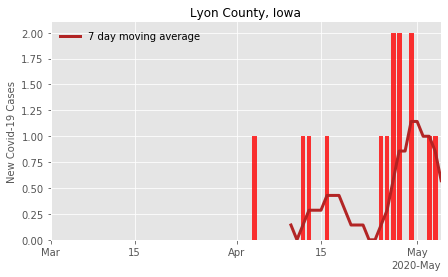 Lyon County, Iowa
7 day moving average
New Covid-19 Cases
2.00
1.75
1.50
1.25
1.00
0.75
0.50
0.25
0.00
Mar 15 Apr 15 May
2020-May